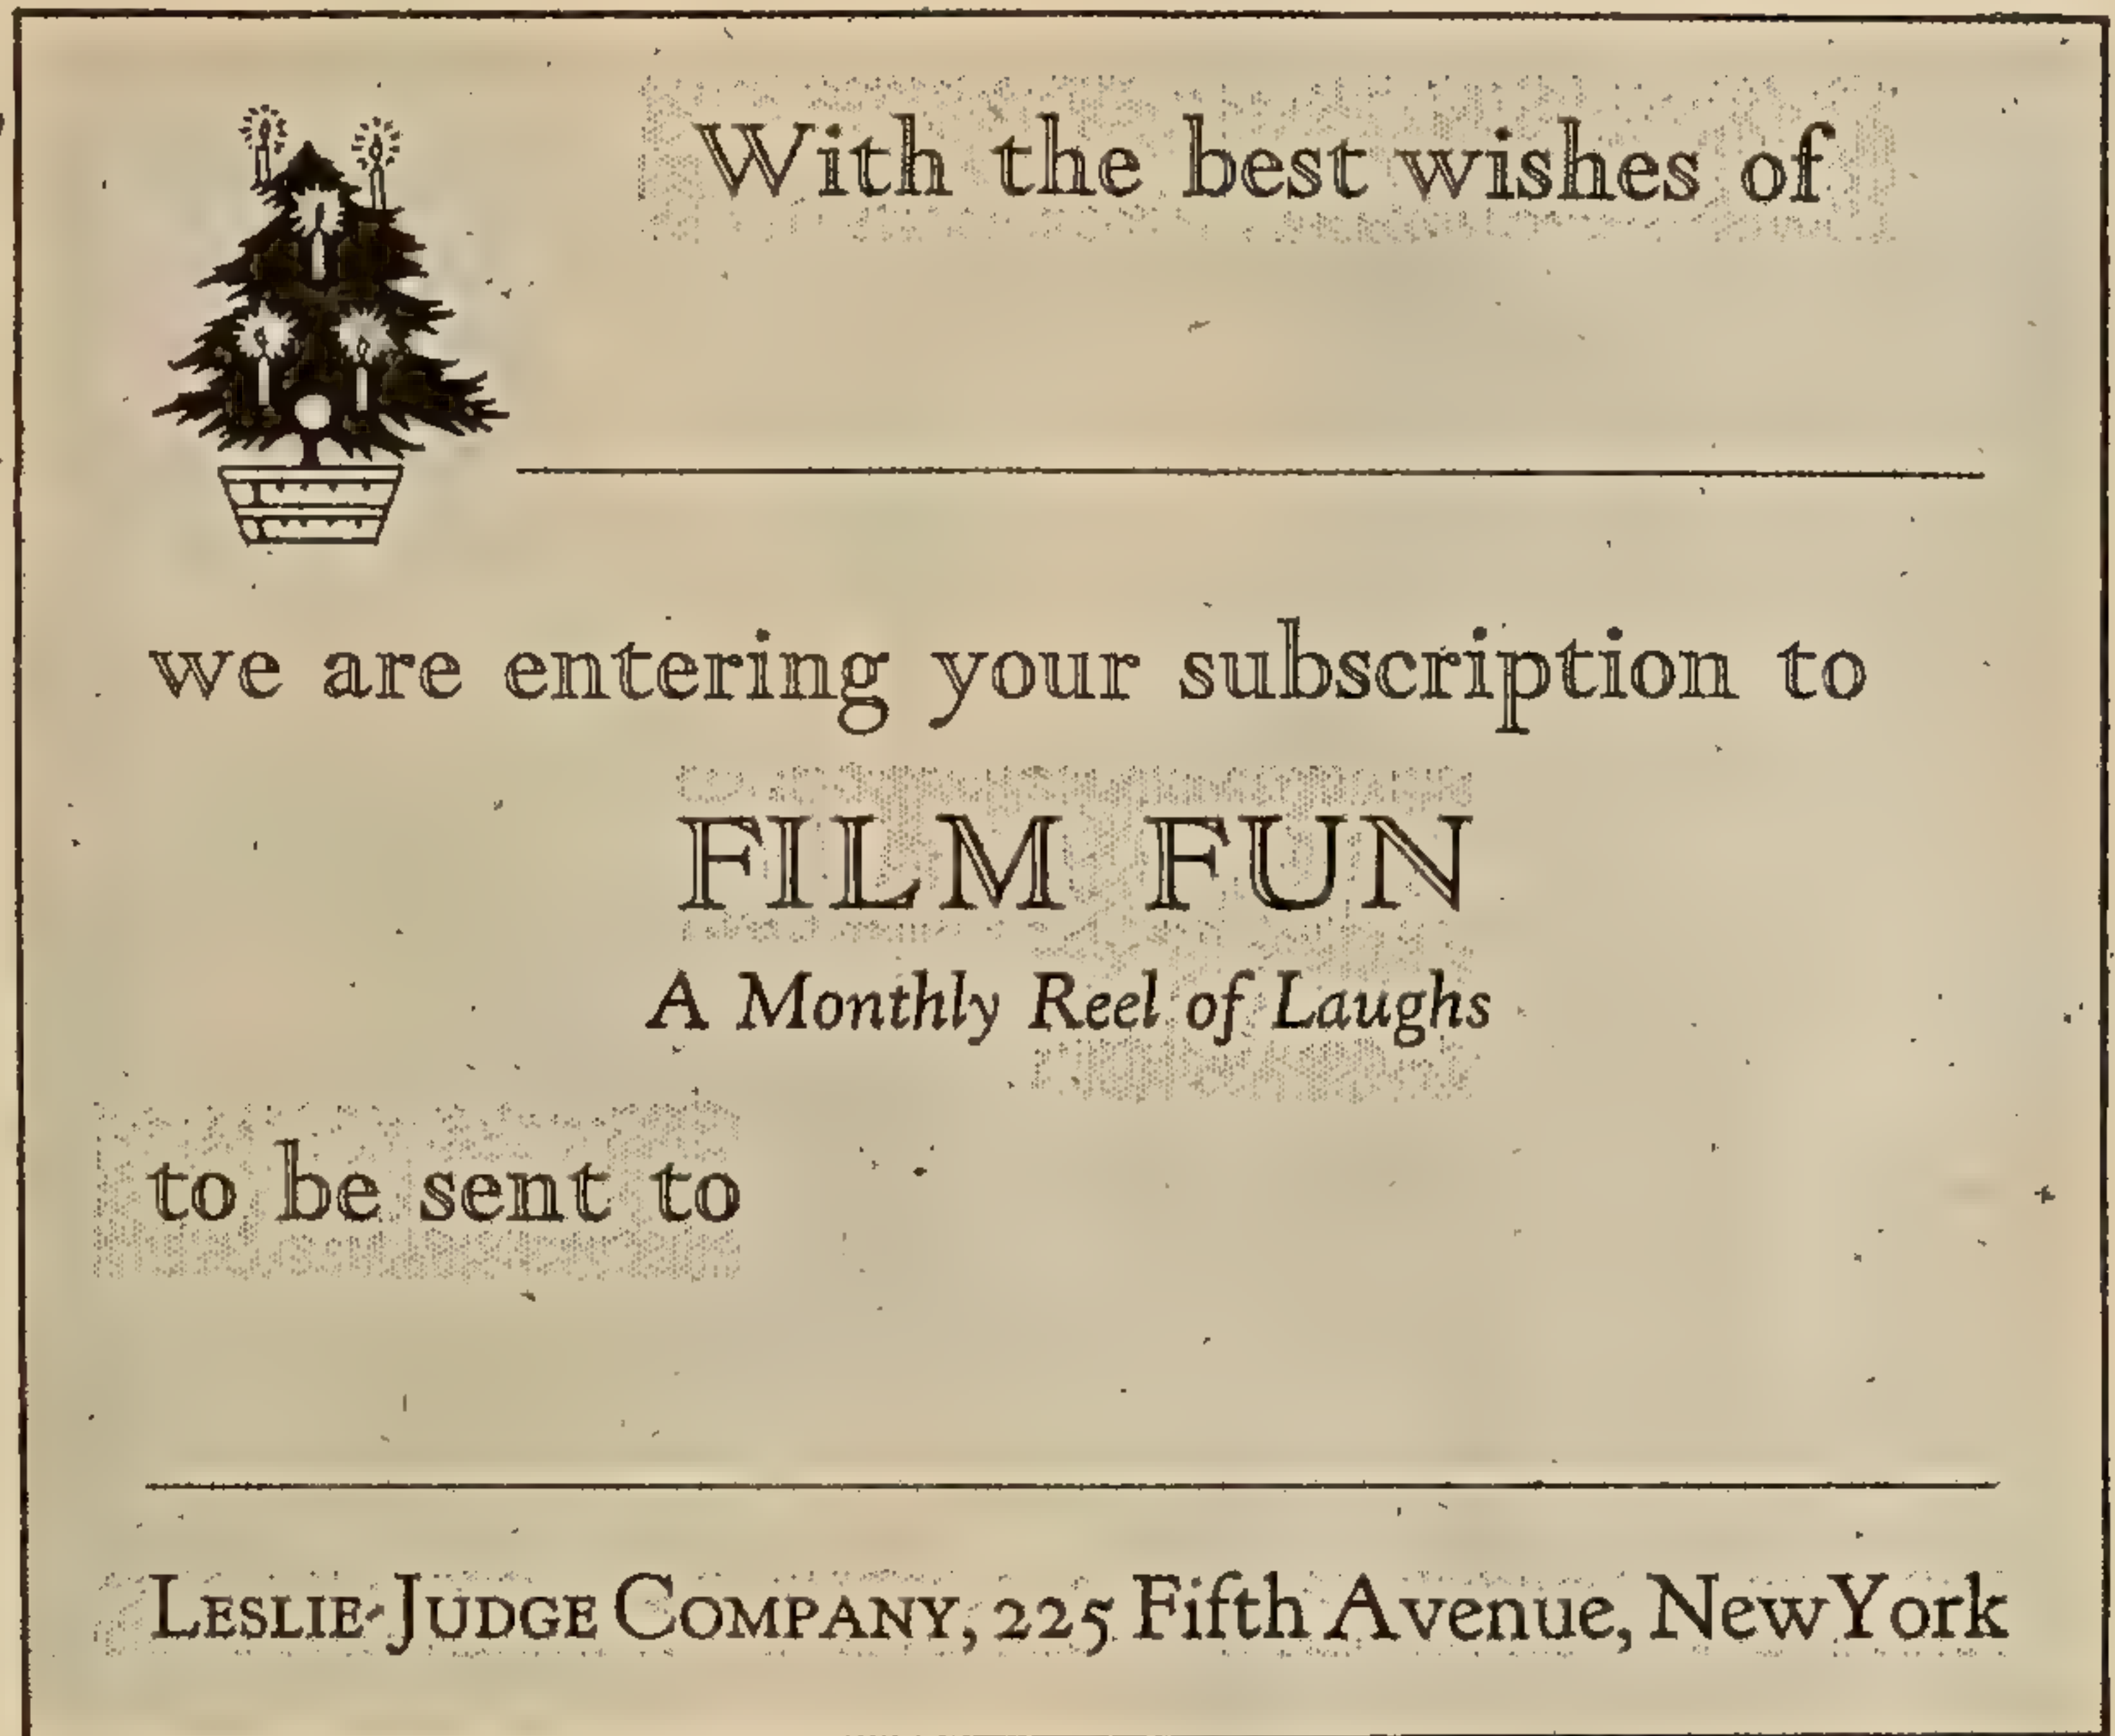 With the best wishes of
we are entering your subscription to
FILM FUN
A Monthly Reel of Laughs
to be sent to
LESLIE-JUDGE COMPANY, 225 Fifth Avenue, New York